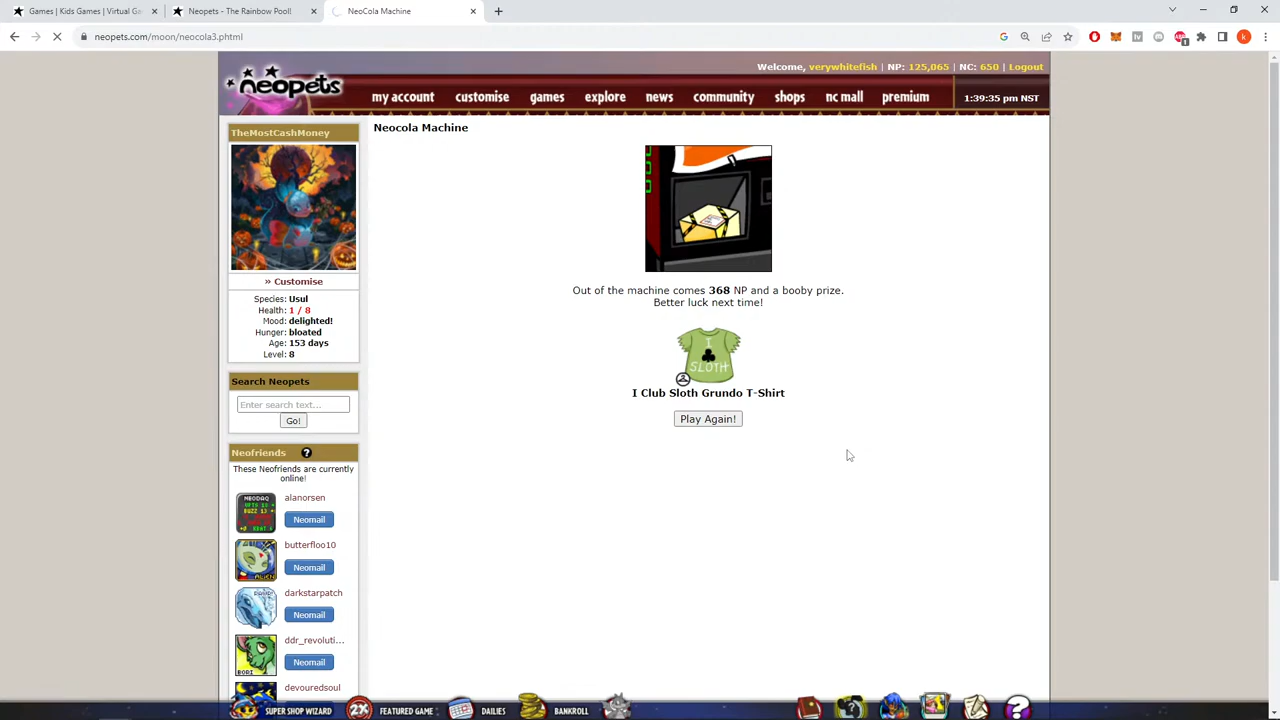 Games | Kids Games | Virtual Ga
Neopets - The Rainbow Pool!
NeoCola Machine
neopets.com/moon/neocola3.phtml
Welcome, verywhitefish | NP: 125,065 | NC: 650 | Logout
neopets
my account
customise
games
explore
news
community
shops
nc mall
premium
1:39:35 pm NST
TheMostCashMoney
» Customise
Species: Usul
Health: 1 / 8
Mood: delighted!
Hunger: bloated
Age: 153 days
Level: 8
Search Neopets
Enter search text...
Go!
Neofriends ?
These Neofriends are currently
online!
alanorsen
Neomail
butterfloo10
Neomail
darkstarpatch
Neomail
ddr_revoluti...
Neomail
devouredsoul
Neocola Machine
Out of the machine comes 368 NP and a booby prize.
Better luck next time!
I
SLOTH
I Club Sloth Grundo T-Shirt
Play Again!
SUPER SHOP WIZARD
2X
FEATURED GAME
DAILIES
BANKROLL